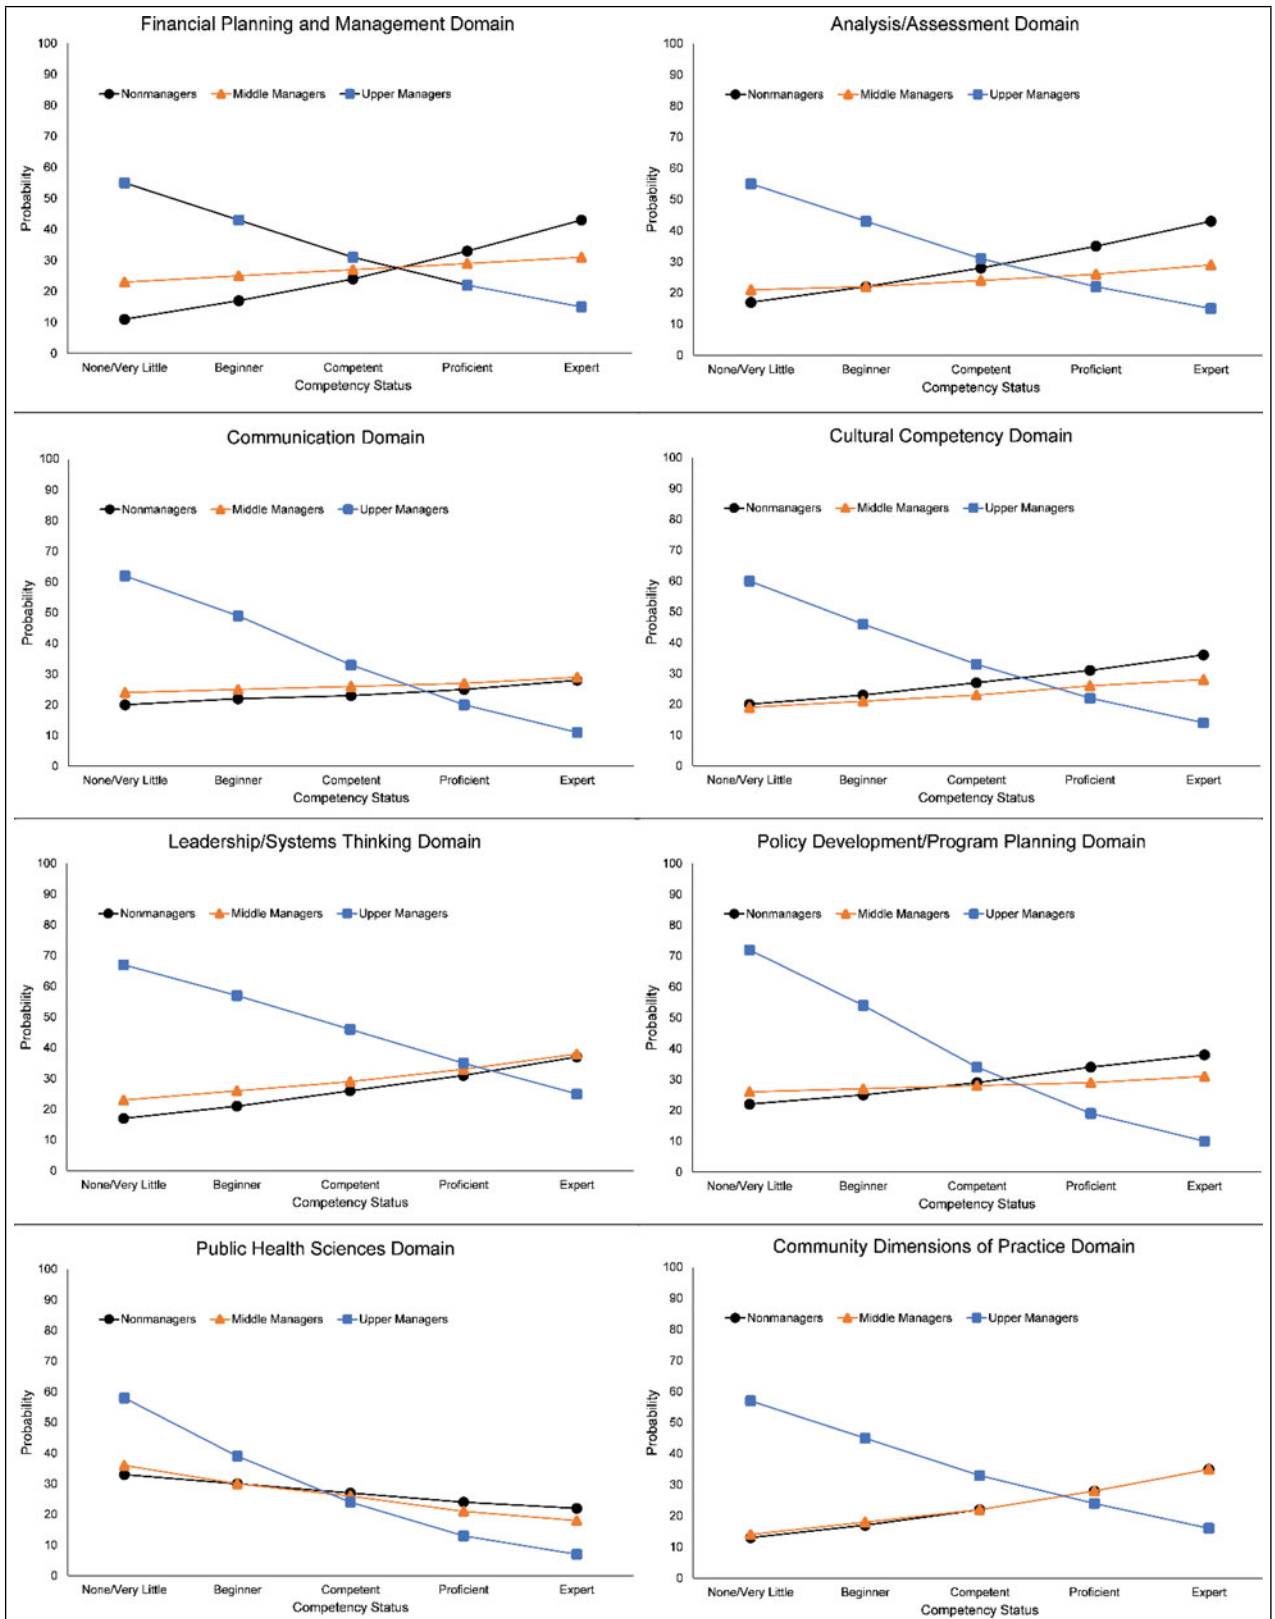 Financial Planning and Management Domain
100
90
80
70
60
50
40
30
20
10
0
Probability
Nonmanagers Middle Managers Upper Managers
None/Very Little Beginner Competent Proficient Expert
Competency Status
Analysis/Assessment Domain
100
90
80
70
60
50
40
30
20
10
0
Probability
Nonmanagers Middle Managers Upper Managers
None/Very Little Beginner Competent Proficient Expert
Competency Status
Communication Domain
100
90
80
70
60
50
40
30
20
10
0
Probability
Nonmanagers Middle Managers Upper Managers
None/Very Little Beginner Competent Proficient Expert
Competency Status
Cultural Competency Domain
100
90
80
70
60
50
40
30
20
10
0
Probability
Nonmanagers Middle Managers Upper Managers
None/Very Little Beginner Competent Proficient Expert
Competency Status
Leadership/Systems Thinking Domain
100
90
80
70
60
50
40
30
20
10
0
Probability
Nonmanagers Middle Managers Upper Managers
None/Very Little Beginner Competent Proficient Expert
Competency Status
Policy Development/Program Planning Domain
100
90
80
70
60
50
40
30
20
10
0
Probability
Nonmanagers Middle Managers Upper Managers
None/Very Little Beginner Competent Proficient Expert
Competency Status
Public Health Sciences Domain
100
90
80
70
60
50
40
30
20
10
0
Probability
Nonmanagers Middle Managers Upper Managers
None/Very Little Beginner Competent Proficient Expert
Competency Status
Community Dimensions of Practice Domain
100
90
80
70
60
50
40
30
20
10
0
Probability
Nonmanagers Middle Managers Upper Managers
None/Very Little Beginner Competent Proficient Expert
Competency Status